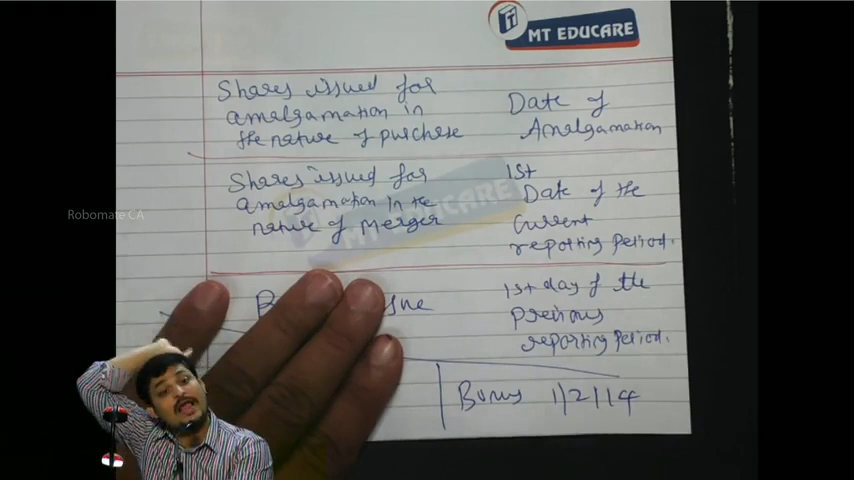 MT EDUCARE
Shares issued for
amalgamation in
the nature of purchase
Date of
Amalgamation
Shares issued for
amalgamation in the
nature of Merger
1st
Date of the
current
reporting period.
MT EDUCARE
Robomate CA
1st day of the
previous
reporting period.
Bonus 1/2/14